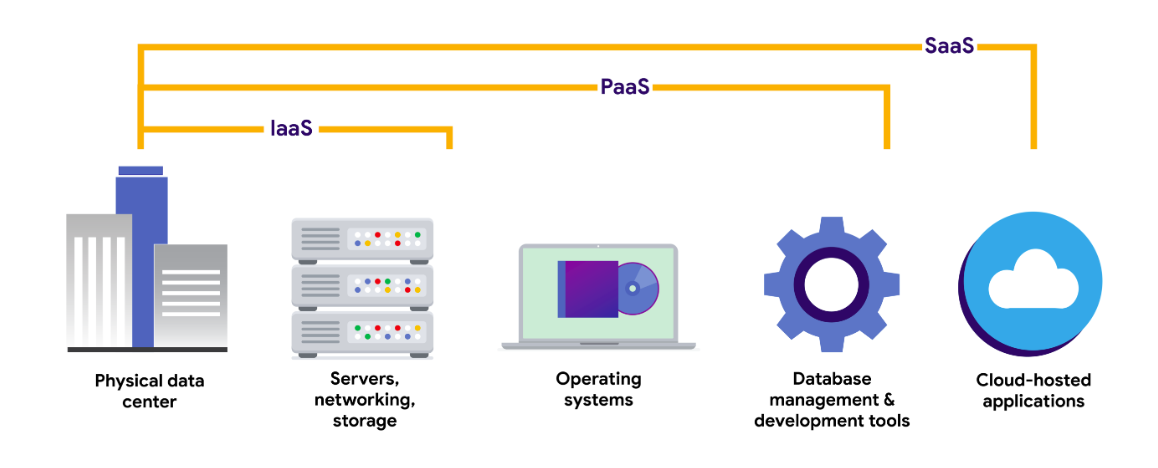 SaaS
PaaS
IaaS
Physical data
center
Servers,
networking,
storage
Operating
systems
Database
management &
development tools
Cloud-hosted
applications